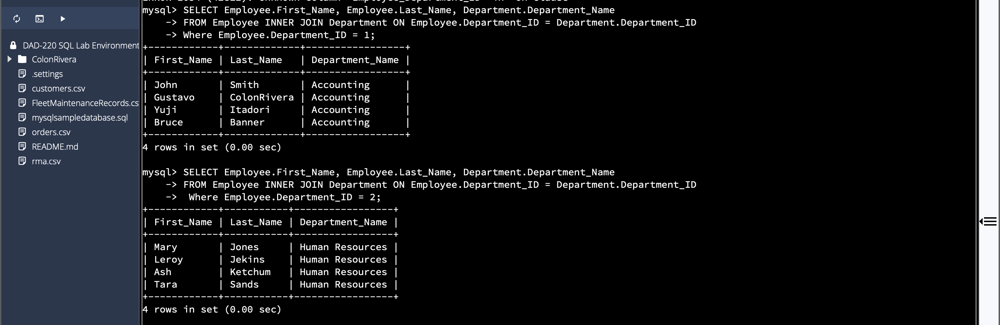 DAD-220 SQL Lab Environment
ColonRivera
.settings
customers.csv
FleetMaintenanceRecords.cs
mysqlsampledatabase.sql
orders.csv
README.md
rma.csv
mysql> SELECT Employee.First_Name, Employee.Last_Name, Department.Department_Name
    -> FROM Employee INNER JOIN Department ON Employee.Department_ID = Department.Department_ID
    -> Where Employee.Department_ID = 1;
+------------+-------------+-----------------+
| First_Name | Last_Name   | Department_Name |
+------------+-------------+-----------------+
| John       | Smith       | Accounting      |
| Gustavo    | ColonRivera | Accounting      |
| Yuji       | Itadori     | Accounting      |
| Bruce      | Banner      | Accounting      |
+------------+-------------+-----------------+
4 rows in set (0.00 sec)
mysql> SELECT Employee.First_Name, Employee.Last_Name, Department.Department_Name
    -> FROM Employee INNER JOIN Department ON Employee.Department_ID = Department.Department_ID
    ->  Where Employee.Department_ID = 2;
+------------+-----------+-----------------+
| First_Name | Last_Name | Department_Name |
+------------+-----------+-----------------+
| Mary       | Jones     | Human Resources |
| Leroy      | Jekins    | Human Resources |
| Ash        | Ketchum   | Human Resources |
| Tara       | Sands     | Human Resources |
+------------+-----------+-----------------+
4 rows in set (0.00 sec)